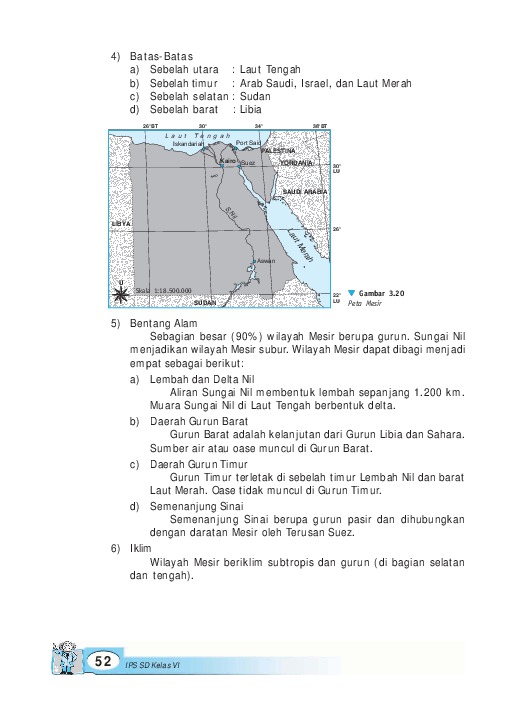 4) Batas-Batas
a) Sebelah utara : Laut Tengah
b) Sebelah timur : Arab Saudi, Israel, dan Laut Merah
c) Sebelah selatan : Sudan
d) Sebelah barat : Libia
26°BT 30° 34° 38°BT
Laut Tengah
Iskandariah Port Said
PALESTINA
Kairo Suez YORDANIA
30° LU
SAUDI ARABIA
S.Nil
LIBYA
26°
Laut Merah
Aswan
U
Skala 1:18.500.000
22° LU
SUDAN
Gambar 3.20
Peta Mesir
5) Bentang Alam
Sebagian besar (90%) wilayah Mesir berupa gurun. Sungai Nil
menjadikan wilayah Mesir subur. Wilayah Mesir dapat dibagi menjadi
empat sebagai berikut:
a) Lembah dan Delta Nil
Aliran Sungai Nil membentuk lembah sepanjang 1.200 km.
Muara Sungai Nil di Laut Tengah berbentuk delta.
b) Daerah Gurun Barat
Gurun Barat adalah kelanjutan dari Gurun Libia dan Sahara.
Sumber air atau oase muncul di Gurun Barat.
c) Daerah Gurun Timur
Gurun Timur terletak di sebelah timur Lembah Nil dan barat
Laut Merah. Oase tidak muncul di Gurun Timur.
d) Semenanjung Sinai
Semenanjung Sinai berupa gurun pasir dan dihubungkan
dengan daratan Mesir oleh Terusan Suez.
6) Iklim
Wilayah Mesir beriklim subtropis dan gurun (di bagian selatan
dan tengah).
52 IPS SD Kelas VI